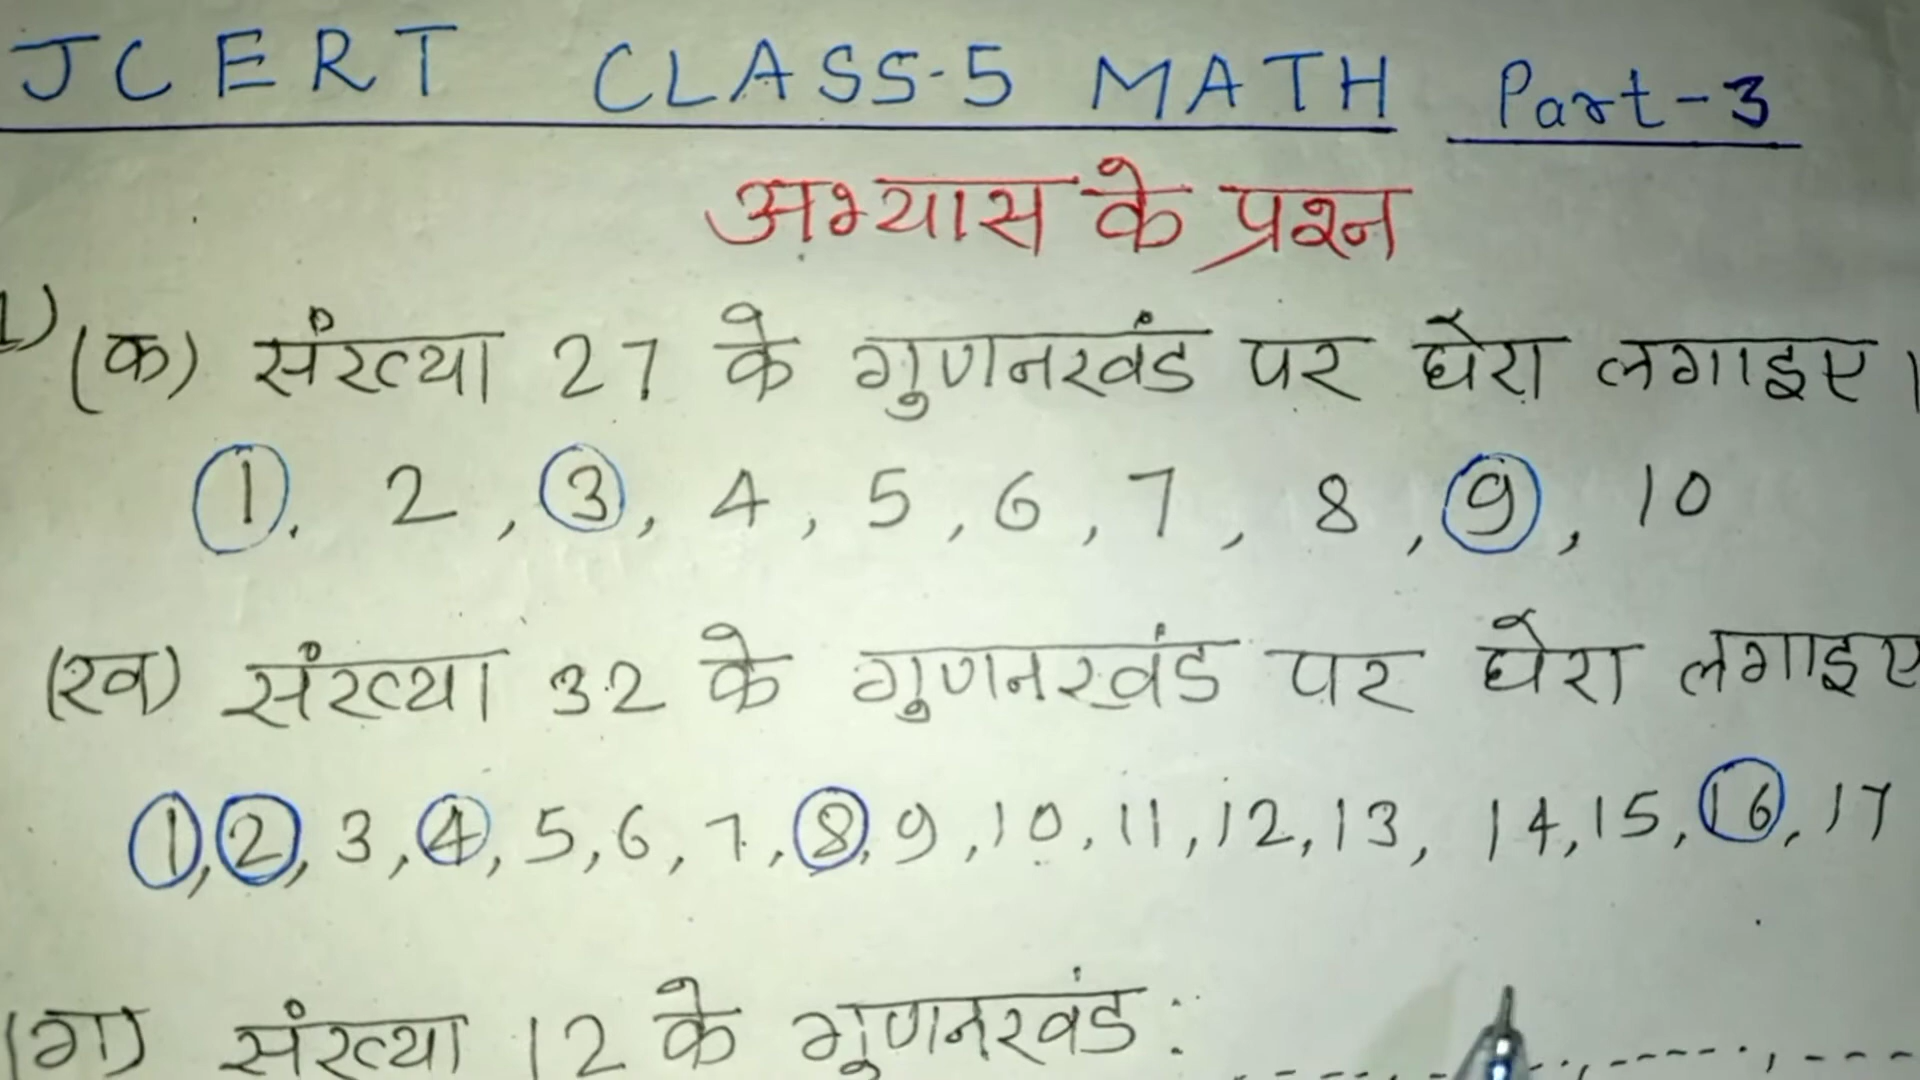 JCERT CLASS-5 MATH Part-3
अभ्यास के प्रश्न
1) (क) संख्या 27 के गुणनखंड पर घेरा लगाइए।
1. 2, 3, 4, 5, 6, 7, 8, 9, 10
(ख) संख्या 32 के गुणनखंड पर घेरा लगाइए
1, 2, 3, 4, 5, 6, 7, 8, 9, 10, 11, 12, 13, 14, 15, 16, 17
(ग) संख्या 12 के गुणनखंड: